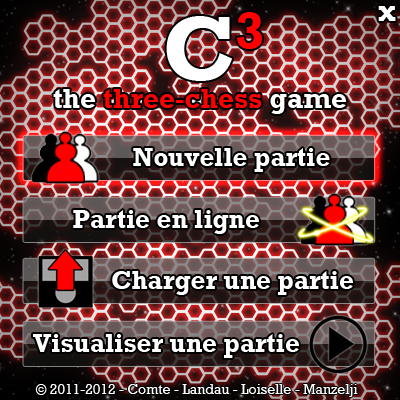 x
C3
the three-chess game
Nouvelle partie
Partie en ligne
Charger une partie
Visualiser une partie
© 2011-2012 - Comte - Landau - Loiselle - Manzelji